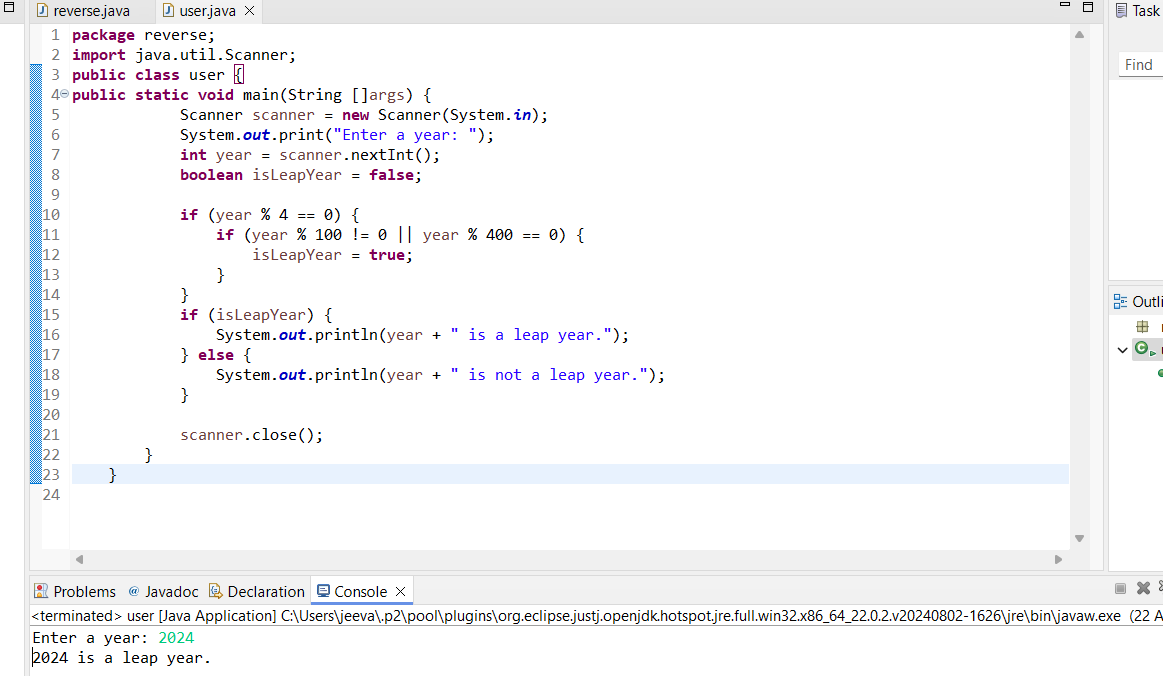 reverse.java user.java
Task
1 package reverse;
2 import java.util.Scanner;
3 public class user {
4 public static void main(String []args) {
5 Scanner scanner = new Scanner(System.in);
6 System.out.print("Enter a year: ");
7 int year = scanner.nextInt();
8 boolean isLeapYear = false;
9
10 if (year % 4 == 0) {
11 if (year % 100 != 0 || year % 400 == 0) {
12 isLeapYear = true;
13 }
14 }
15 if (isLeapYear) {
16 System.out.println(year + " is a leap year.");
17 } else {
18 System.out.println(year + " is not a leap year.");
19 }
20
21 scanner.close();
22 }
23 }
24
Find
Outli
Problems @ Javadoc Declaration Console
<terminated> user [Java Application] C:\Users\jeeva\.p2\pool\plugins\org.eclipse.justj.openjdk.hotspot.jre.full.win32.x86_64_22.0.2.v20240802-1626\jre\bin\javaw.exe (22 A
Enter a year: 2024
2024 is a leap year.